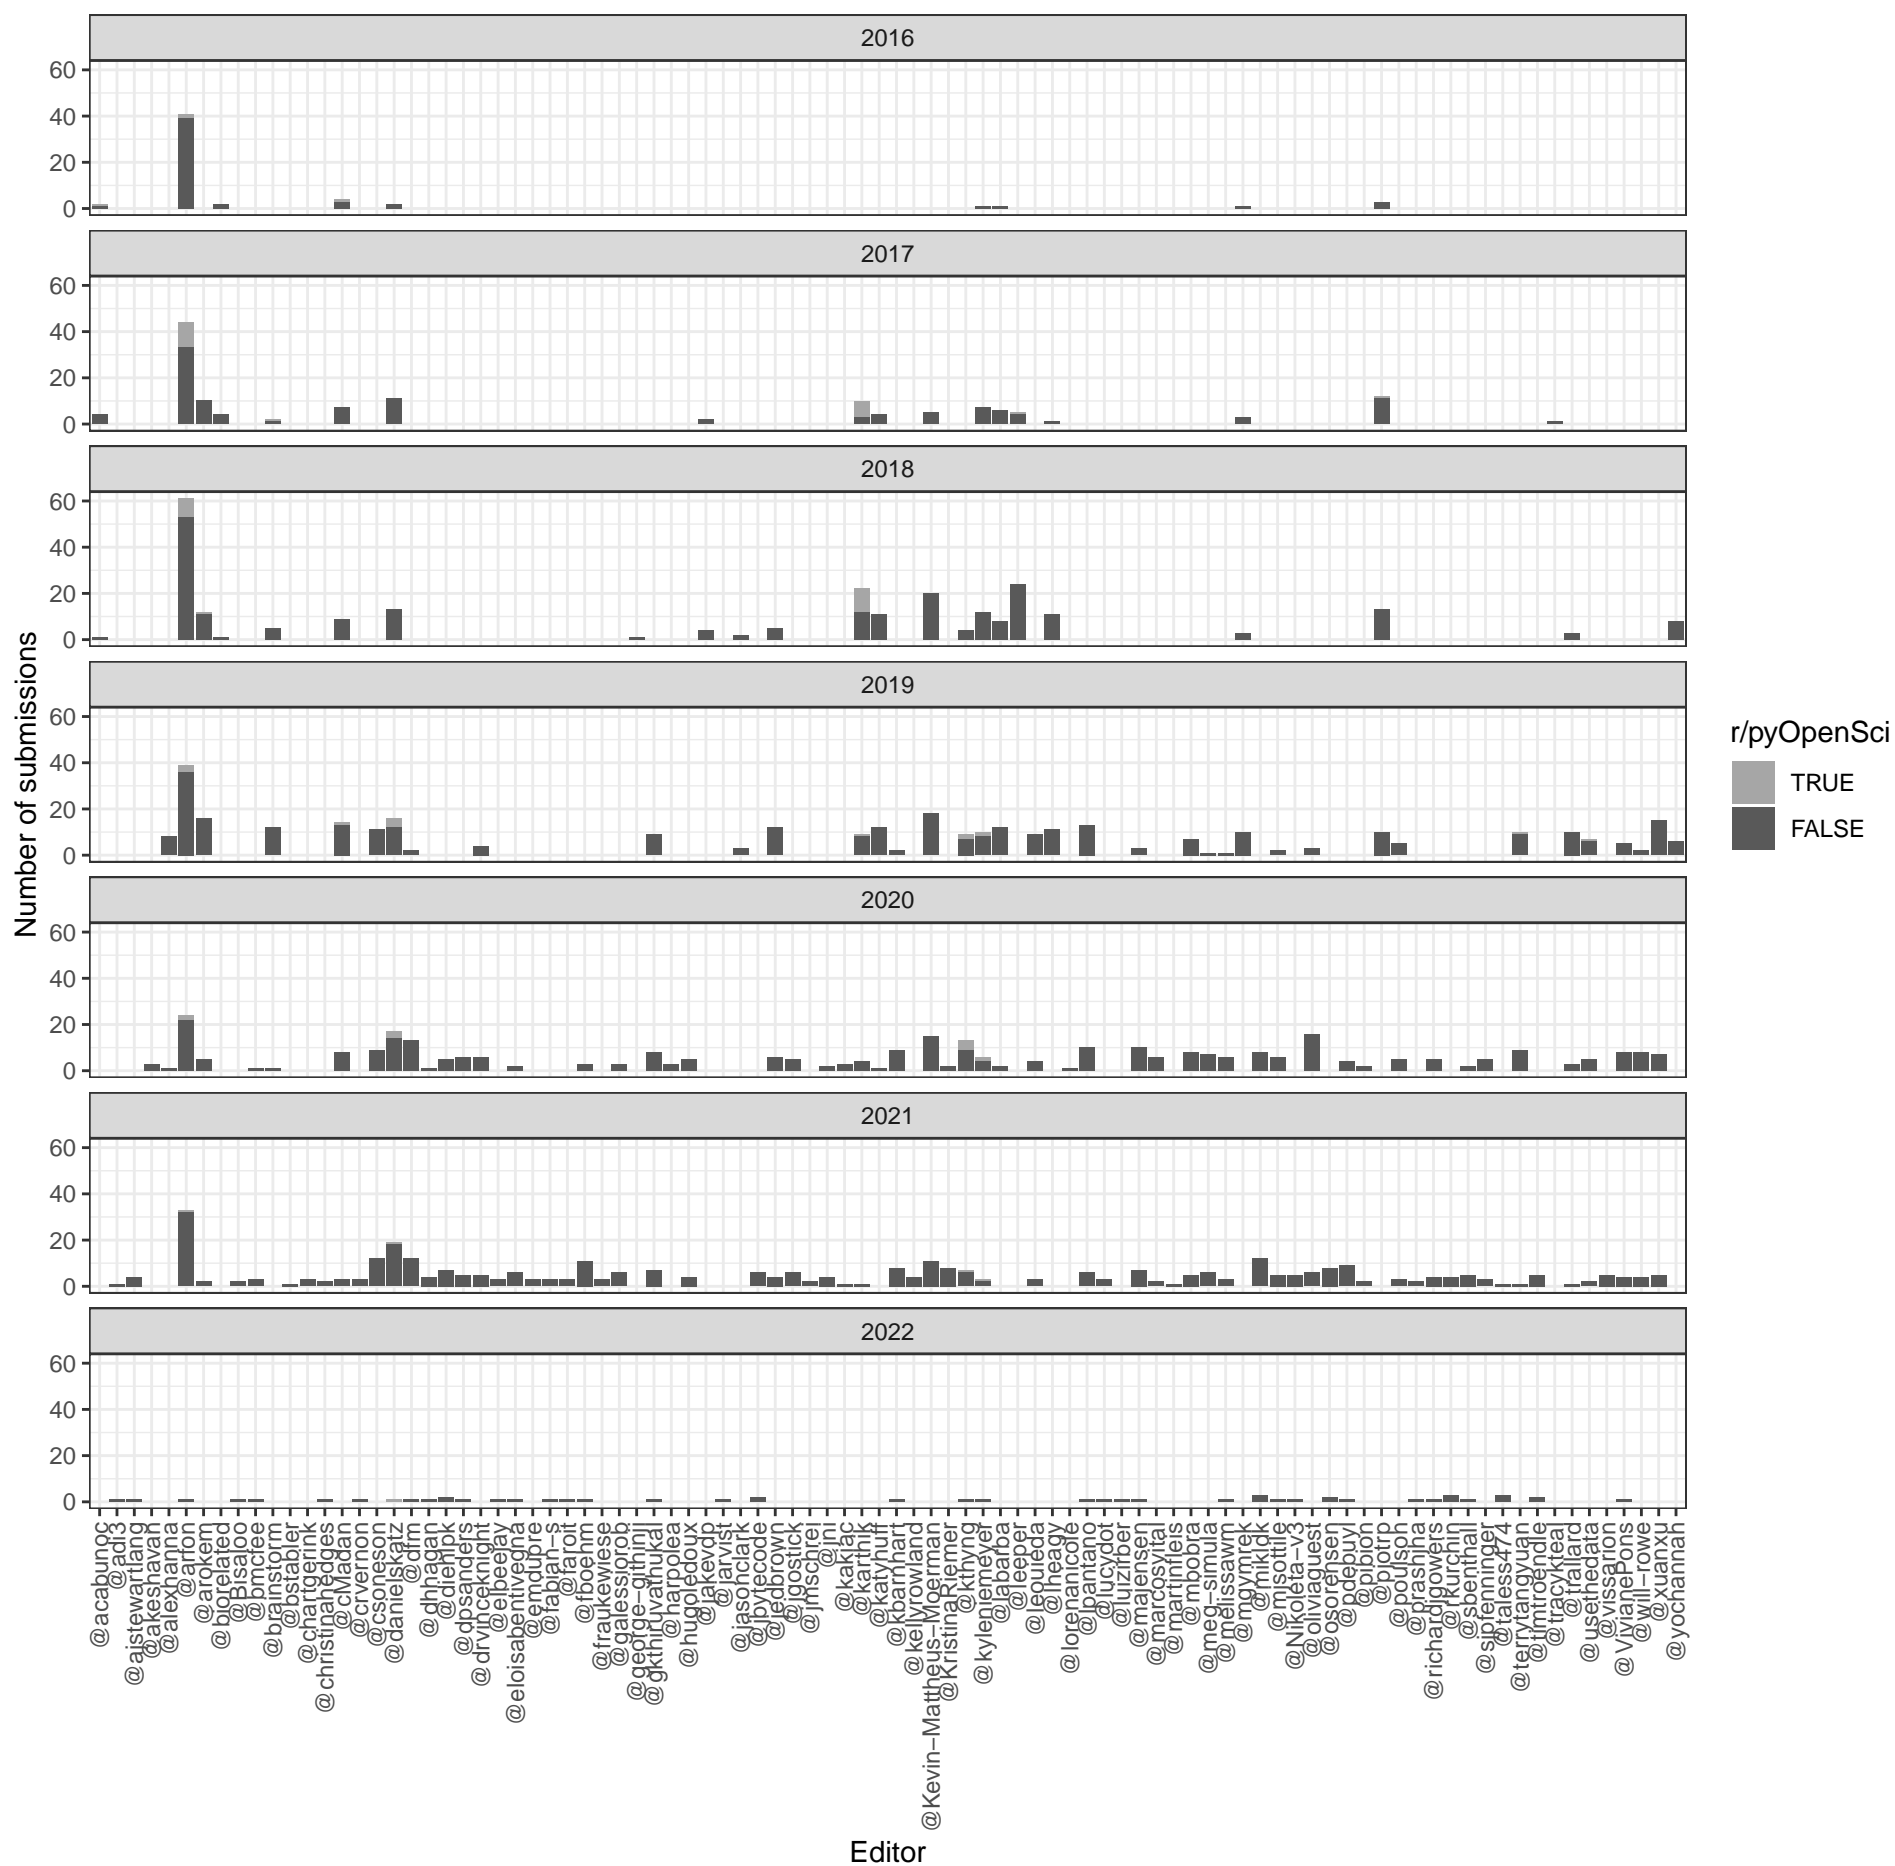 2016
60
40
20
0
2017
60
40
20
0
2018
60
40
20
0
2019
60
40
20
0
2020
60
40
20
0
2021
60
40
20
0
2022
60
40
20
0
Number of submissions
@acabunoc
@adi3
@ajstewartlang
@akeshavan
@alexhanna
@arfon
@arokem
@biorelated
@Bisaloo
@bmcfee
@brainstorm
@bstabler
@chartgerink
@christinahedges
@cMadan
@crvernon
@csoneson
@danielskatz
@dfm
@dhhagan
@diehlpk
@dpsanders
@drvinceknight
@elbeejay
@eloisabentivegna
@emdupre
@fabian−s
@faroit
@fboehm
@fraukewiese
@galessiorob
@george−githinji
@gkthiruvathukal
@harpolea
@hugoledoux
@jakevdp
@jarvist
@jasonclark
@jbytecode
@jedbrown
@jgostick
@jmschrei
@jni
@kakiac
@karthik
@katyhuff
@kbarnhart
@kellyrowland
@Kevin−Mattheus−Moerman
@KristinaRiemer
@kthyng
@kyleniemeyer
@labarba
@leeper
@leouieda
@lheagy
@lorenanicole
@lpantano
@lucydot
@luizirber
@majensen
@marcosvital
@martinfleis
@mbobra
@meg−simula
@melissawm
@mgymrek
@mikldk
@mjsottile
@Nikoleta−v3
@oliviaguest
@osorensen
@pdebuyl
@pibion
@pjotrp
@poulson
@prashjha
@richardjgowers
@rkurchin
@sbenthall
@sjpfenninger
@taless474
@terrytangyuan
@timtroendle
@tracykteal
@trallard
@usethedata
@vissarion
@VivianePons
@will−rowe
@xuanxu
@yochannah
Editor
r/pyOpenSci
TRUE
FALSE